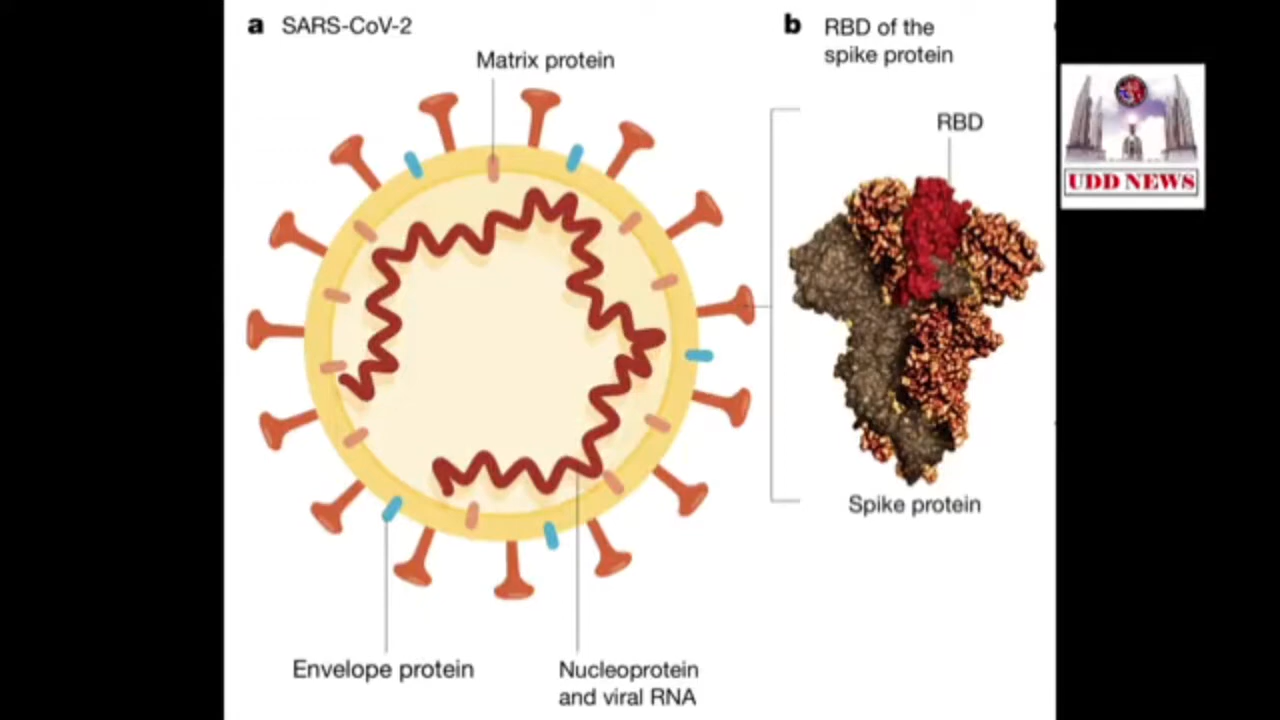 a SARS-CoV-2
Matrix protein
Envelope protein
Nucleoprotein
and viral RNA
b RBD of the
spike protein
RBD
Spike protein
UDD NEWS